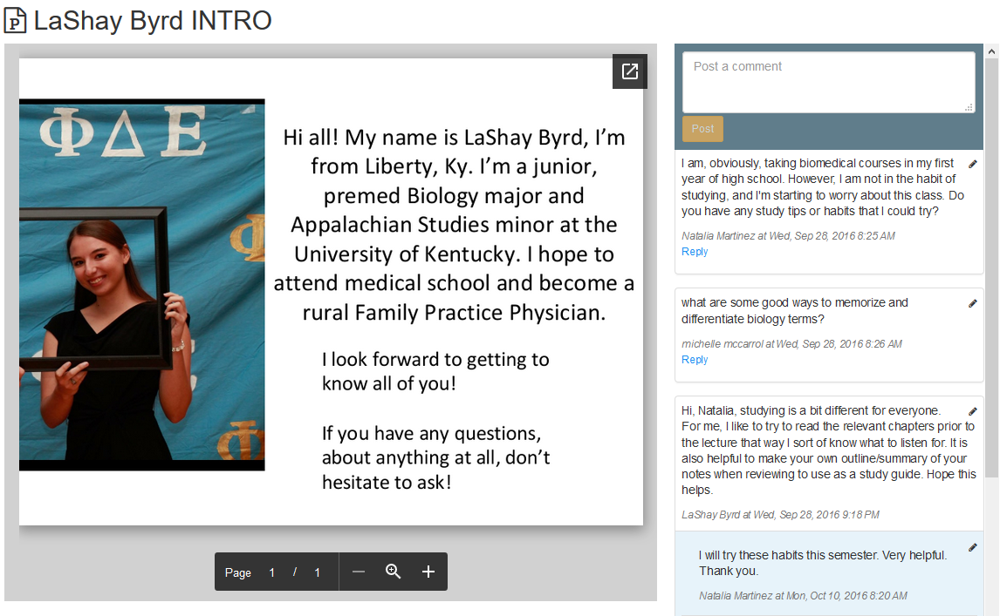 LaShay Byrd INTRO
ΦΔΕ
Hi all! My name is LaShay Byrd, I’m
from Liberty, Ky. I’m a junior,
premed Biology major and
Appalachian Studies minor at the
University of Kentucky. I hope to
attend medical school and become a
rural Family Practice Physician.
I look forward to getting to
know all of you!
If you have any questions,
about anything at all, don’t
hesitate to ask!
Page 1 / 1
Post a comment
Post
I am, obviously, taking biomedical courses in my first
year of high school. However, I am not in the habit of
studying, and I'm starting to worry about this class. Do
you have any study tips or habits that I could try?
Natalia Martinez at Wed, Sep 28, 2016 8:25 AM
Reply
what are some good ways to memorize and
differentiate biology terms?
michelle mccarrol at Wed, Sep 28, 2016 8:26 AM
Reply
Hi, Natalia, studying is a bit different for everyone.
For me, I like to try to read the relevant chapters prior to
the lecture that way I sort of know what to listen for. It is
also helpful to make your own outline/summary of your
notes when reviewing to use as a study guide. Hope this
helps.
LaShay Byrd at Wed, Sep 28, 2016 9:18 PM
I will try these habits this semester. Very helpful.
Thank you.
Natalia Martinez at Mon, Oct 10, 2016 8:20 AM